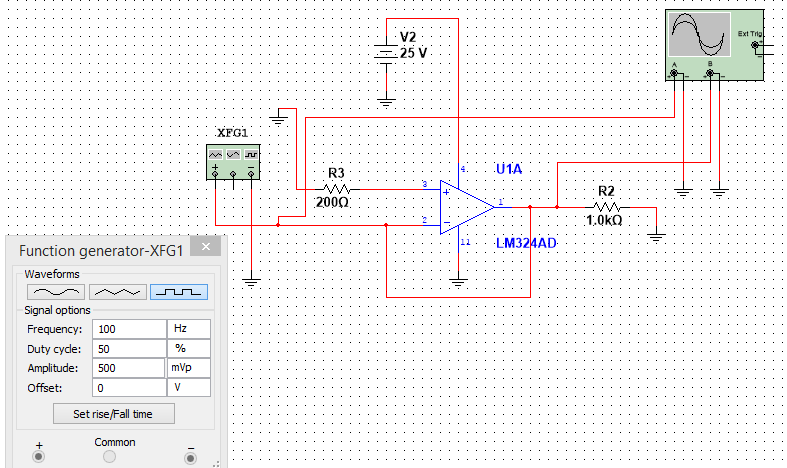 V2
25 V
Ext Trig
+
-
A
B
+ - + -
XFG1
+ -
R3
200Ω
3
2
4
11
1
+
-
U1A
LM324AD
R2
1.0kΩ
Function generator-XFG1 ×
Waveforms
Signal options
Frequency: 100 Hz
Duty cycle: 50 %
Amplitude: 500 mVp
Offset: 0 V
Set rise/Fall time
+ Common -